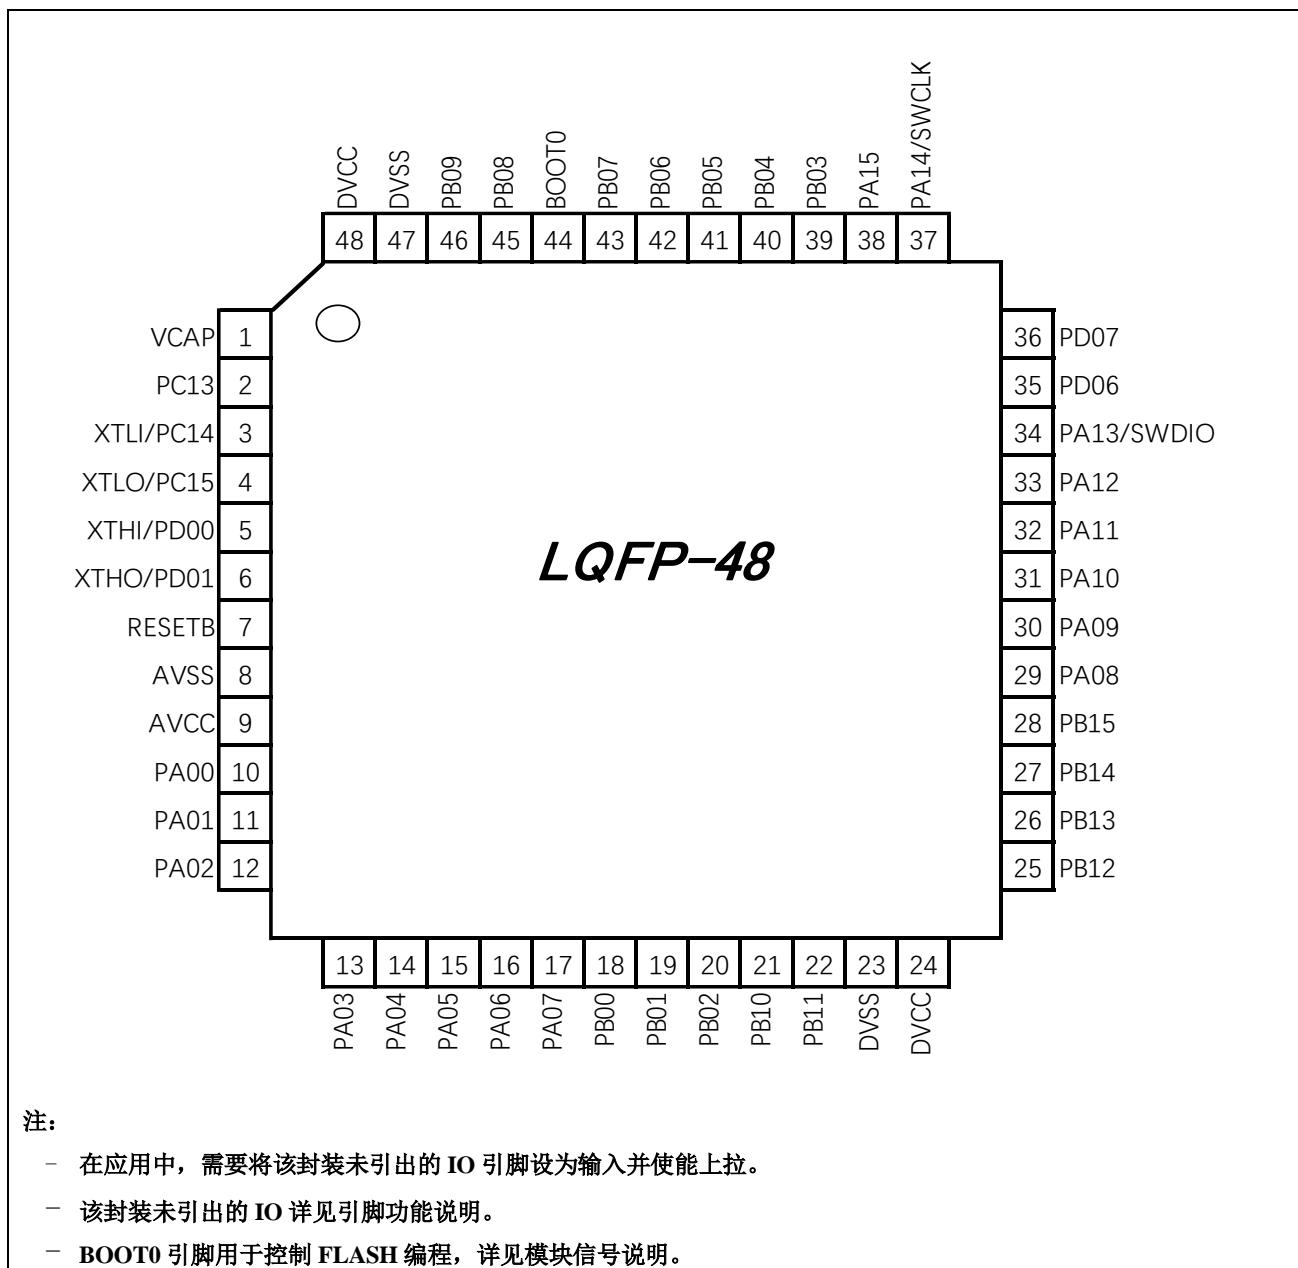 DVCC
DVSS
PB09
PB08
BOOT0
PB07
PB06
PB05
PB04
PB03
PA15
PA14/SWCLK
48 47 46 45 44 43 42 41 40 39 38 37
VCAP 1
PC13 2
XTLI/PC14 3
XTLO/PC15 4
XTHI/PD00 5
XTHO/PD01 6
RESETB 7
AVSS 8
AVCC 9
PA00 10
PA01 11
PA02 12
LQFP-48
36 PD07
35 PD06
34 PA13/SWDIO
33 PA12
32 PA11
31 PA10
30 PA09
29 PA08
28 PB15
27 PB14
26 PB13
25 PB12
13 14 15 16 17 18 19 20 21 22 23 24
PA03
PA04
PA05
PA06
PA07
PB00
PB01
PB02
PB10
PB11
DVSS
DVCC
注：
– 在应用中，需要将该封装未引出的 IO 引脚设为输入并使能上拉。
– 该封装未引出的 IO 详见引脚功能说明。
– BOOT0 引脚用于控制 FLASH 编程，详见模块信号说明。